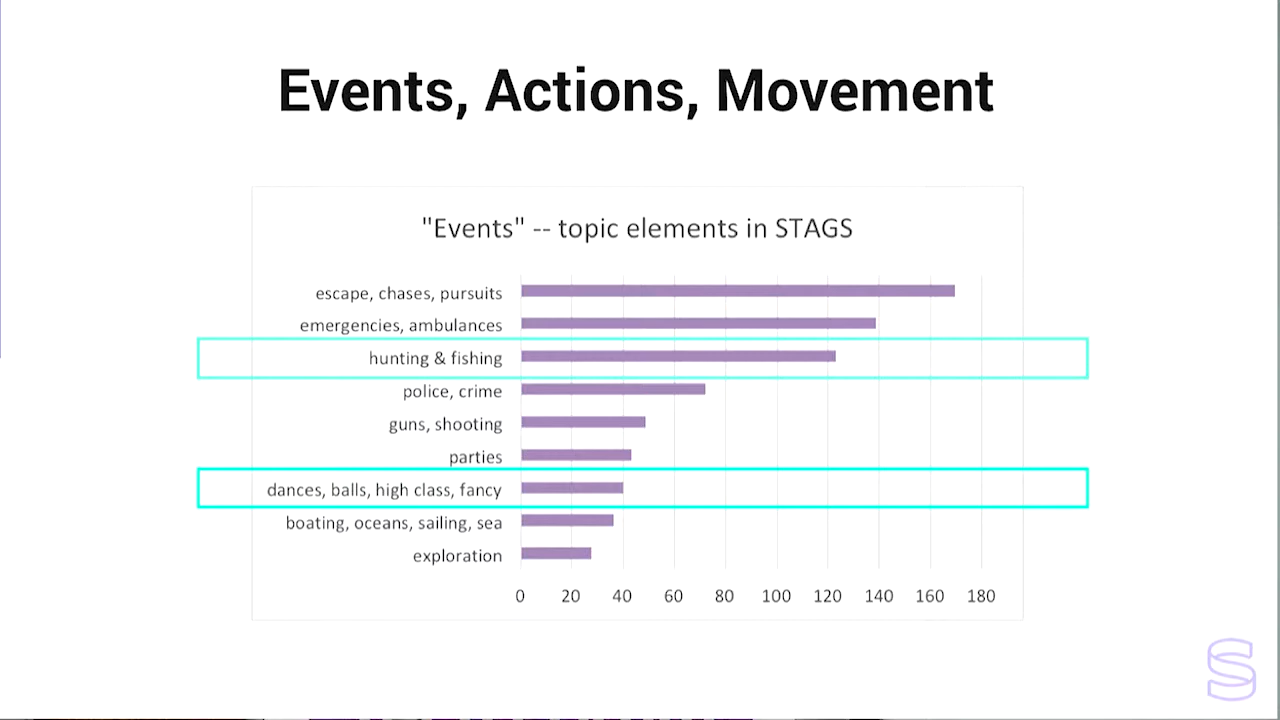 Events, Actions, Movement
"Events" -- topic elements in STAGS
escape, chases, pursuits
emergencies, ambulances
hunting & fishing
police, crime
guns, shooting
parties
dances, balls, high class, fancy
boating, oceans, sailing, sea
exploration
0 20 40 60 80 100 120 140 160 180
S